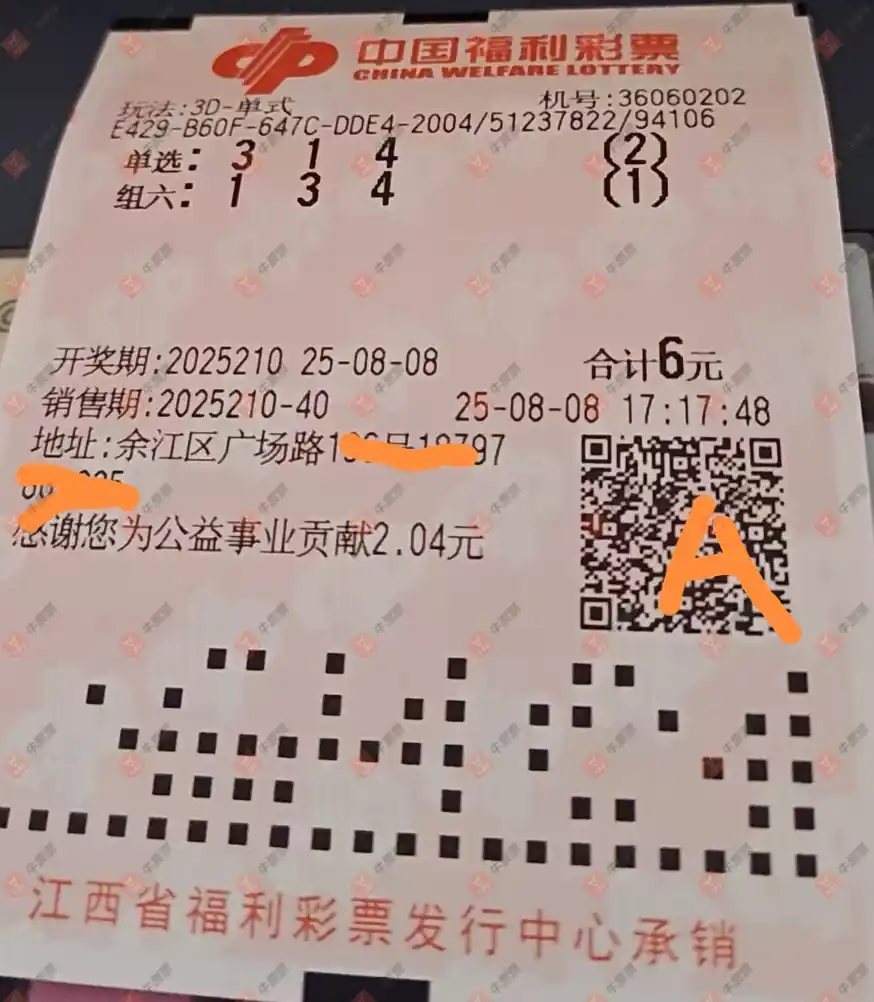 中国福利彩票
CHINA WELFARE LOTTERY
玩法:3D-单式 机号:36060202
E429-B60F-647C-DDE4-2004/51237822/94106
单选: 3 1 4 (2)
组六: 1 3 4 (1)
开奖期:2025210 25-08-08 合计6元
销售期:2025210-40 25-08-08 17:17:48
地址:余江区广场路1 97
感谢您为公益事业贡献2.04元
A
江西省福利彩票发行中心承销